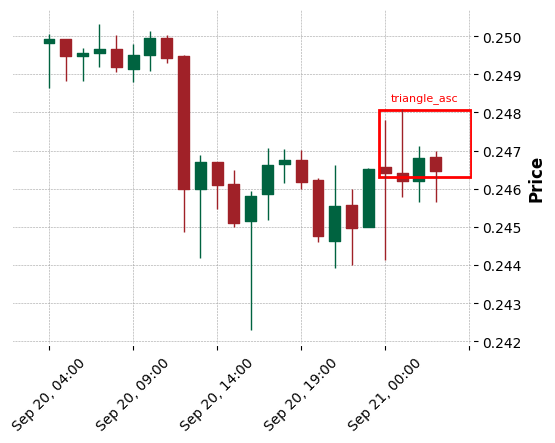 triangle_asc
0.250
0.249
0.248
0.247
0.246
0.245
0.244
0.243
0.242
Price
Sep 20, 04:00
Sep 20, 09:00
Sep 20, 14:00
Sep 20, 19:00
Sep 21, 00:00